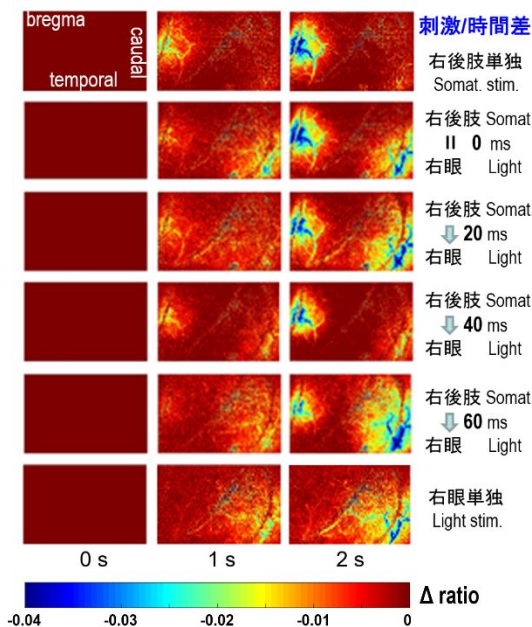 刺激/時間差
bregma
caudal
temporal
右後肢単独
Somat. stim.
右後肢 Somat
II 0 ms
右眼 Light
右後肢 Somat
20 ms
右眼 Light
右後肢 Somat
40 ms
右眼 Light
右後肢 Somat
60 ms
右眼 Light
右眼単独
Light stim.
0 s 1 s 2 s
Δ ratio
-0.04 -0.03 -0.02 -0.01 0